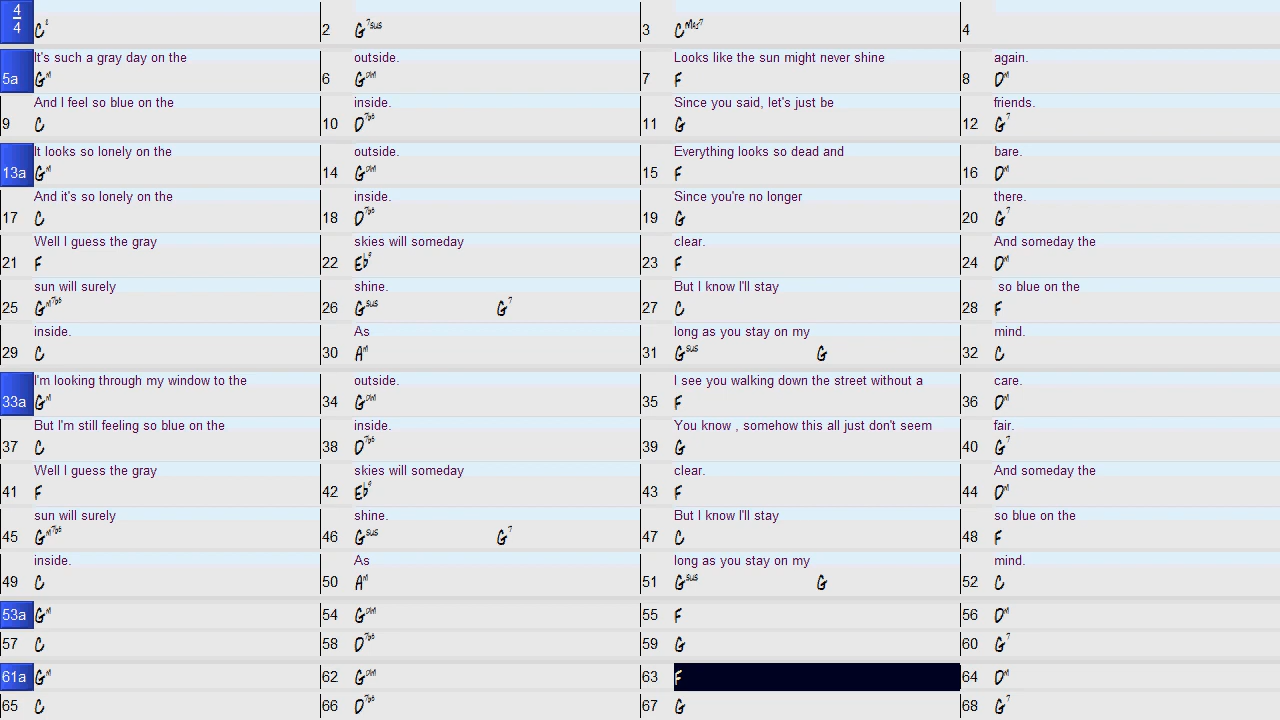 4/4 C2 2 G7sus 3 CMaj7 4
It's such a gray day on the outside. Looks like the sun might never shine again.
5a Gm 6 Gdim 7 F 8 Dm
And I feel so blue on the inside. Since you said, let's just be friends.
9 C 10 D7b5 11 G 12 G7
It looks so lonely on the outside. Everything looks so dead and bare.
13a Gm 14 Gdim 15 F 16 Dm
And it's so lonely on the inside. Since you're no longer there.
17 C 18 D7b5 19 G 20 G7
Well I guess the gray skies will someday clear. And someday the
21 F 22 Eb6 23 F 24 Dm
sun will surely shine. But I know I'll stay so blue on the
25 Gm7b5 26 Gsus G7 27 C 28 F
inside. As long as you stay on my mind.
29 C 30 Am 31 Gsus G 32 C
I'm looking through my window to the outside. I see you walking down the street without a care.
33a Gm 34 Gdim 35 F 36 Dm
But I'm still feeling so blue on the inside. You know , somehow this all just don't seem fair.
37 C 38 D7b5 39 G 40 G7
Well I guess the gray skies will someday clear. And someday the
41 F 42 Eb6 43 F 44 Dm
sun will surely shine. But I know I'll stay so blue on the
45 Gm7b5 46 Gsus G7 47 C 48 F
inside. As long as you stay on my mind.
49 C 50 Am 51 Gsus G 52 C
53a Gm 54 Gdim 55 F 56 Dm
57 C 58 D7b5 59 G 60 G7
61a Gm 62 Gdim 63 F 64 Dm
65 C 66 D7b5 67 G 68 G7